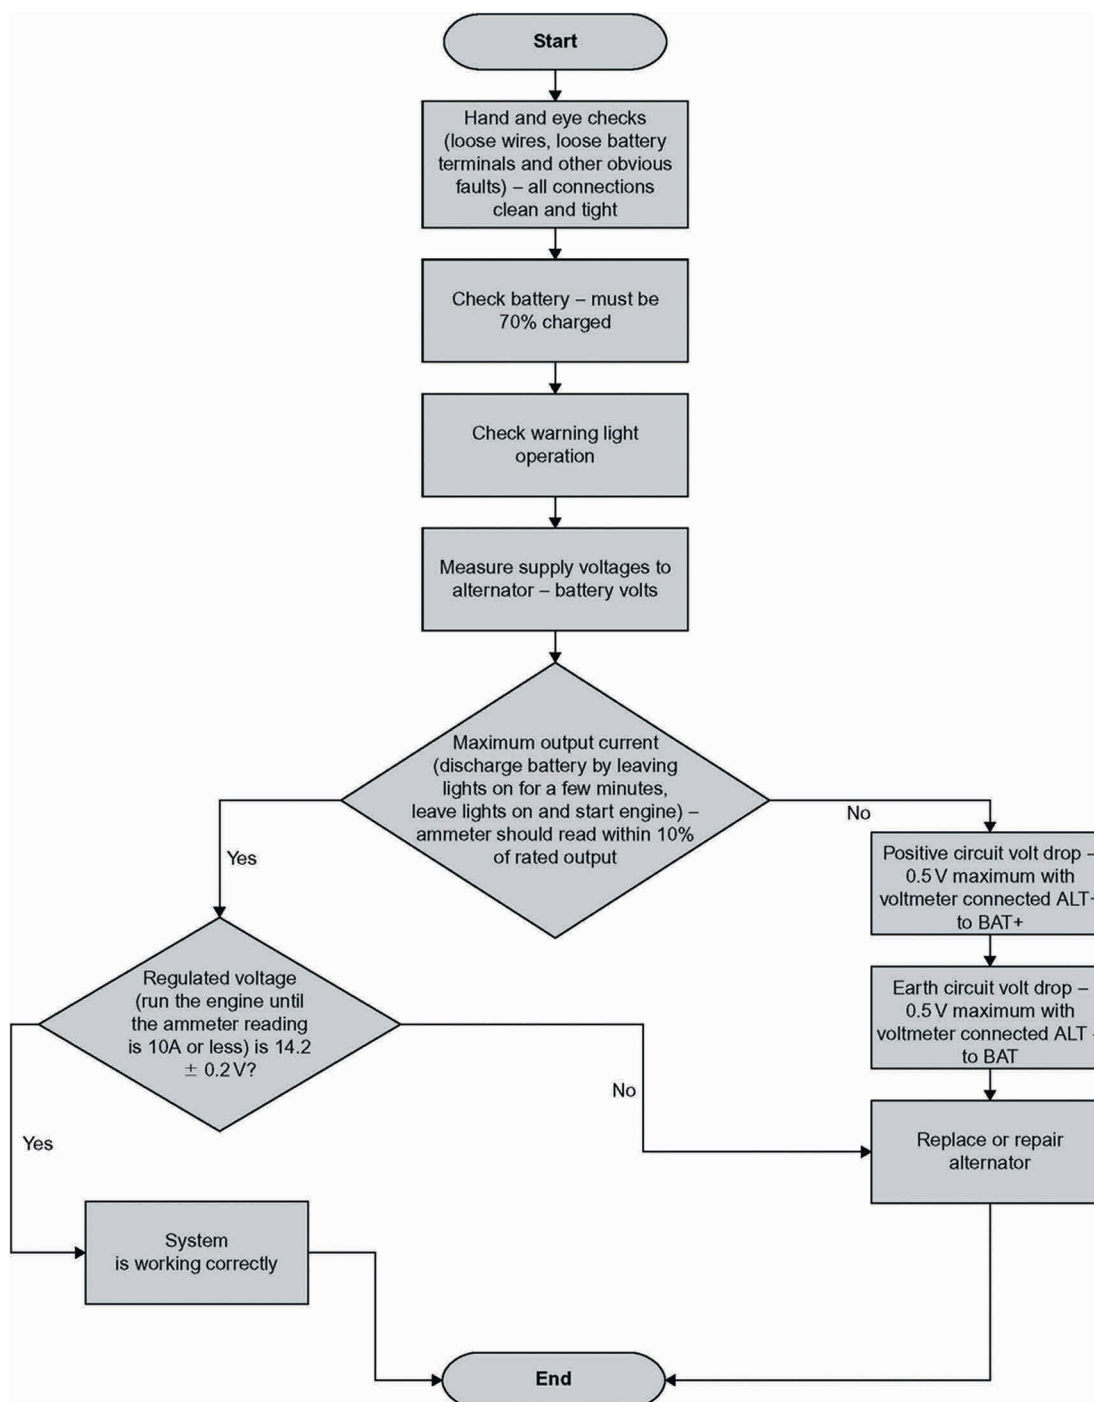 Start
Hand and eye checks
(loose wires, loose battery
terminals and other obvious
faults) – all connections
clean and tight
Check battery – must be
70% charged
Check warning light
operation
Measure supply voltages to
alternator – battery volts
Maximum output current
(discharge battery by leaving
lights on for a few minutes,
leave lights on and start engine) –
ammeter should read within 10%
of rated output
No
Yes
Positive circuit volt drop –
0.5 V maximum with
voltmeter connected ALT+
to BAT+
Earth circuit volt drop –
0.5 V maximum with
voltmeter connected ALT -
to BAT
Regulated voltage
(run the engine until
the ammeter reading
is 10A or less) is 14.2
± 0.2 V?
No
Yes
Replace or repair
alternator
System
is working correctly
End